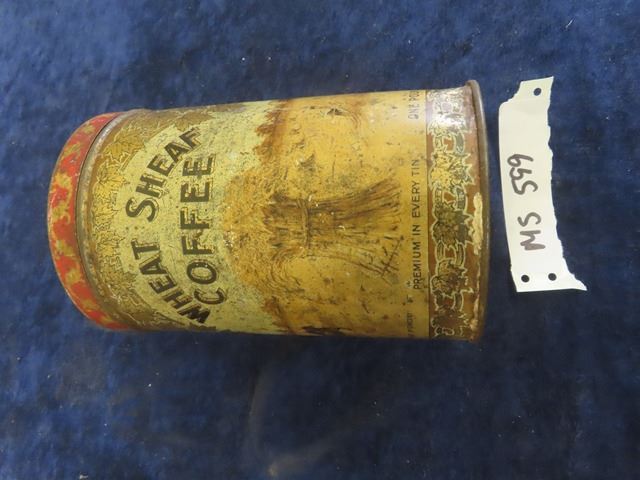 WHEAT SHEAF
COFFEE
PREMIUM IN EVERY TIN
MS 599